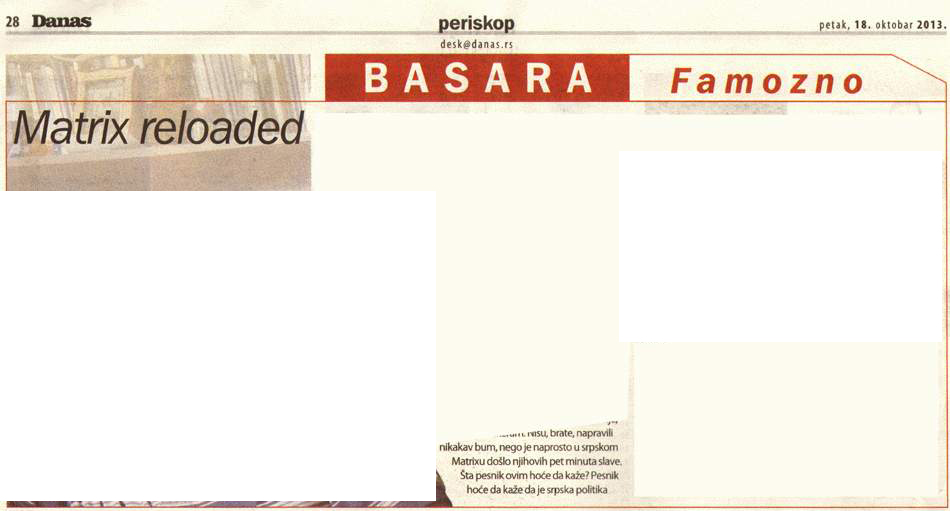 28 Danas
periskop
petak, 18. oktobar 2013.
desk@danas.rs
BASARA
Famozno
Matrix reloaded
Nisu, brate, napravili
nikakav bum, nego je naprosto u srpskom
Matrixu došlo njihovih pet minuta slave.
Šta pesnik ovim hoće da kaže? Pesnik
hoće da kaže da je srpska politika